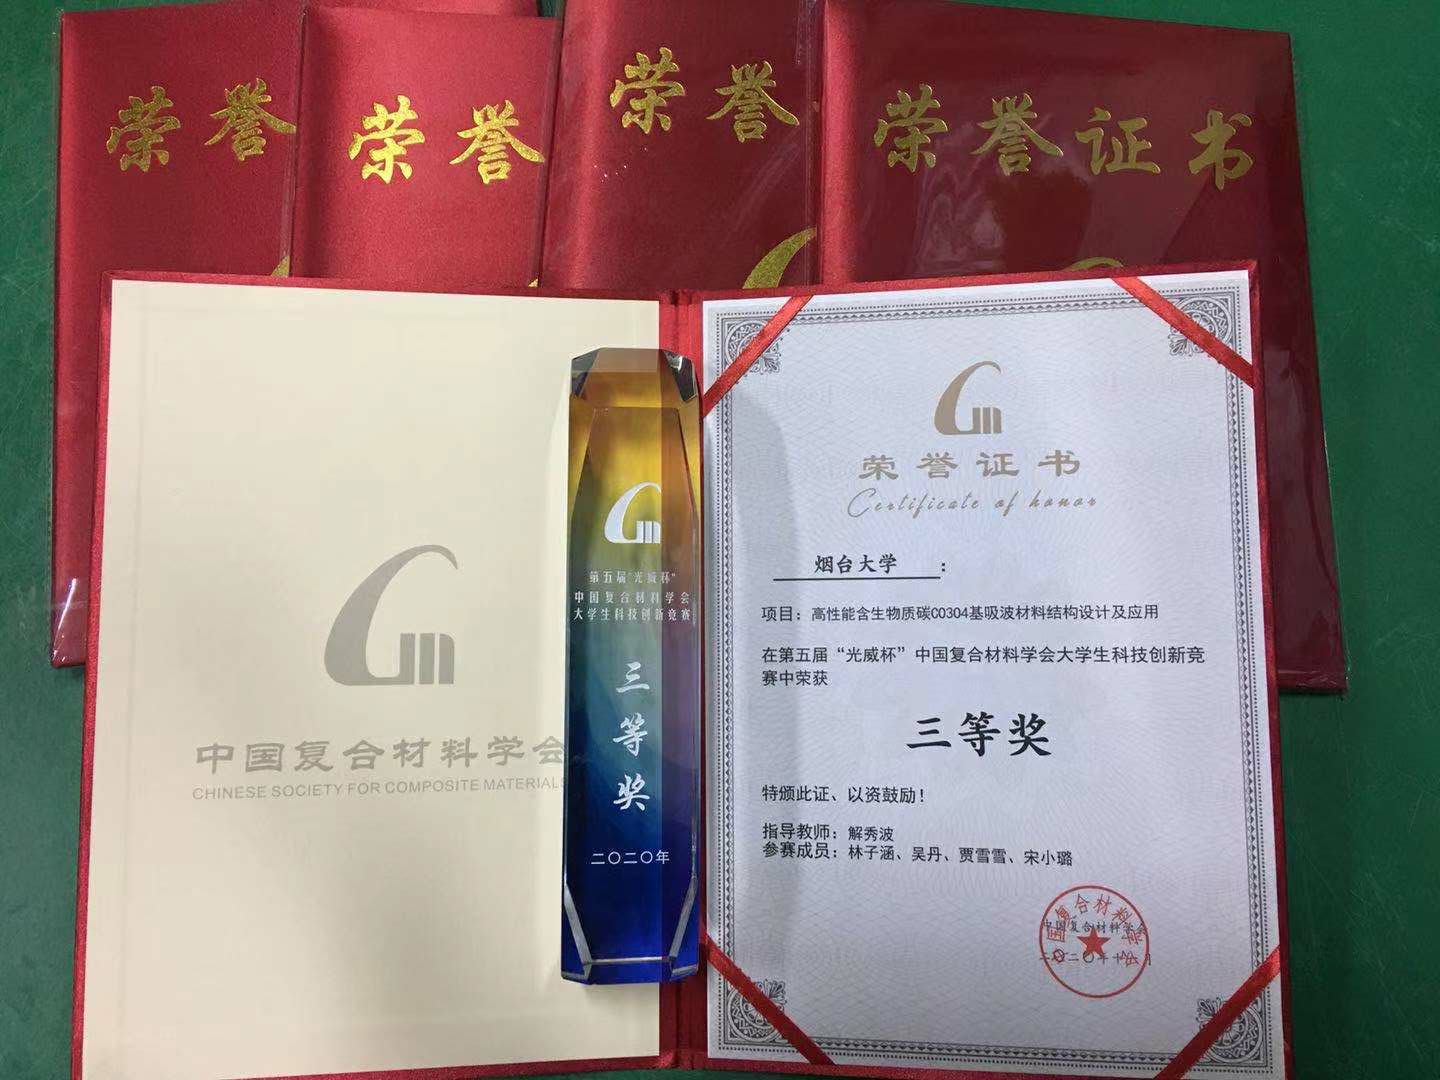 荣誉
荣誉
荣誉
荣誉证书
中国复合材料学会
CHINESE SOCIETY FOR COMPOSITE MATERIALS
第五届“光威杯”
中国复合材料学会
大学生科技创新竞赛
三等奖
二〇二〇年
荣誉证书
Certificate of honor
烟台大学：
项目：高性能含生物质碳CO3O4基吸波材料结构设计及应用
在第五届“光威杯”中国复合材料学会大学生科技创新竞
赛中荣获
三等奖
特颁此证、以资鼓励！
指导教师：解秀波
参赛成员：林子涵、吴丹、贾雪雪、宋小璐
中国复合材料学会